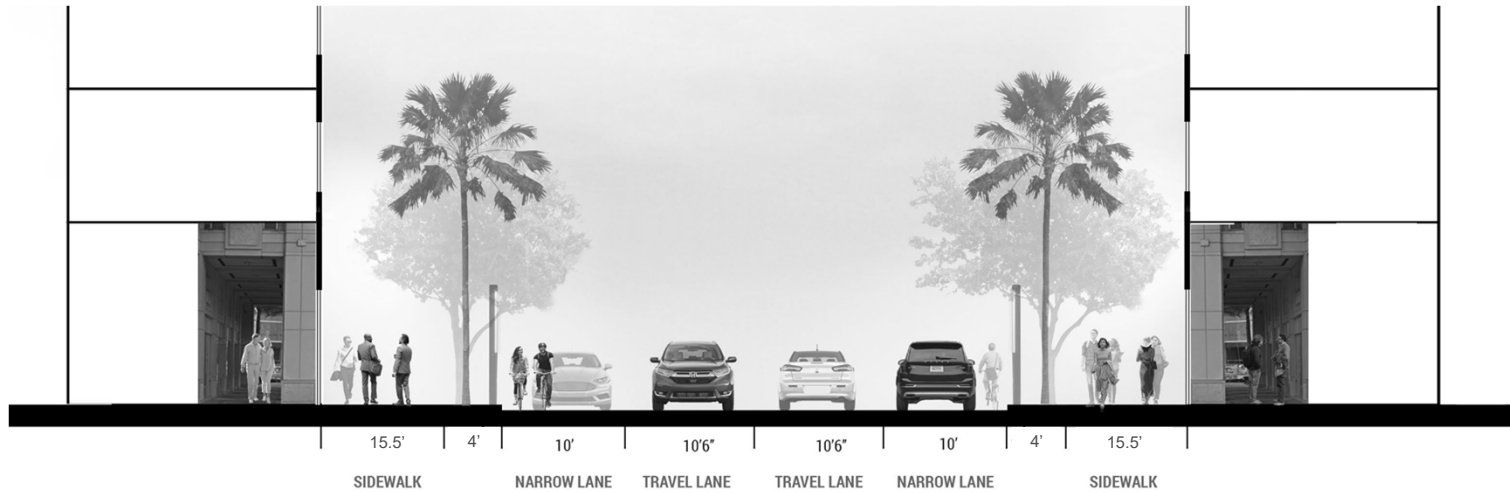 15.5’ 4’ 10’ 10’6” 10’6” 10’ 4’ 15.5’
SIDEWALK NARROW LANE TRAVEL LANE TRAVEL LANE NARROW LANE SIDEWALK